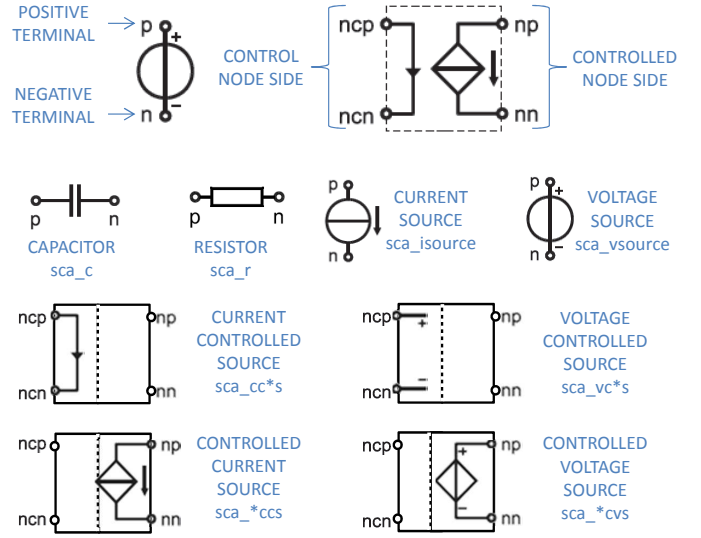 POSITIVE
TERMINAL
p
+
NEGATIVE
TERMINAL
n
−
CONTROL
NODE SIDE
ncp
np
ncn
nn
CONTROLLED
NODE SIDE
p
n
CAPACITOR
sca_c
p
n
RESISTOR
sca_r
p
n
CURRENT
SOURCE
sca_isource
p
+
n
−
VOLTAGE
SOURCE
sca_vsource
ncp
np
ncn
nn
CURRENT
CONTROLLED
SOURCE
sca_cc*s
ncp
np
+
−
ncn
nn
VOLTAGE
CONTROLLED
SOURCE
sca_vc*s
ncp
np
ncn
nn
CONTROLLED
CURRENT
SOURCE
sca_*ccs
ncp
np
+
−
ncn
nn
CONTROLLED
VOLTAGE
SOURCE
sca_*cvs